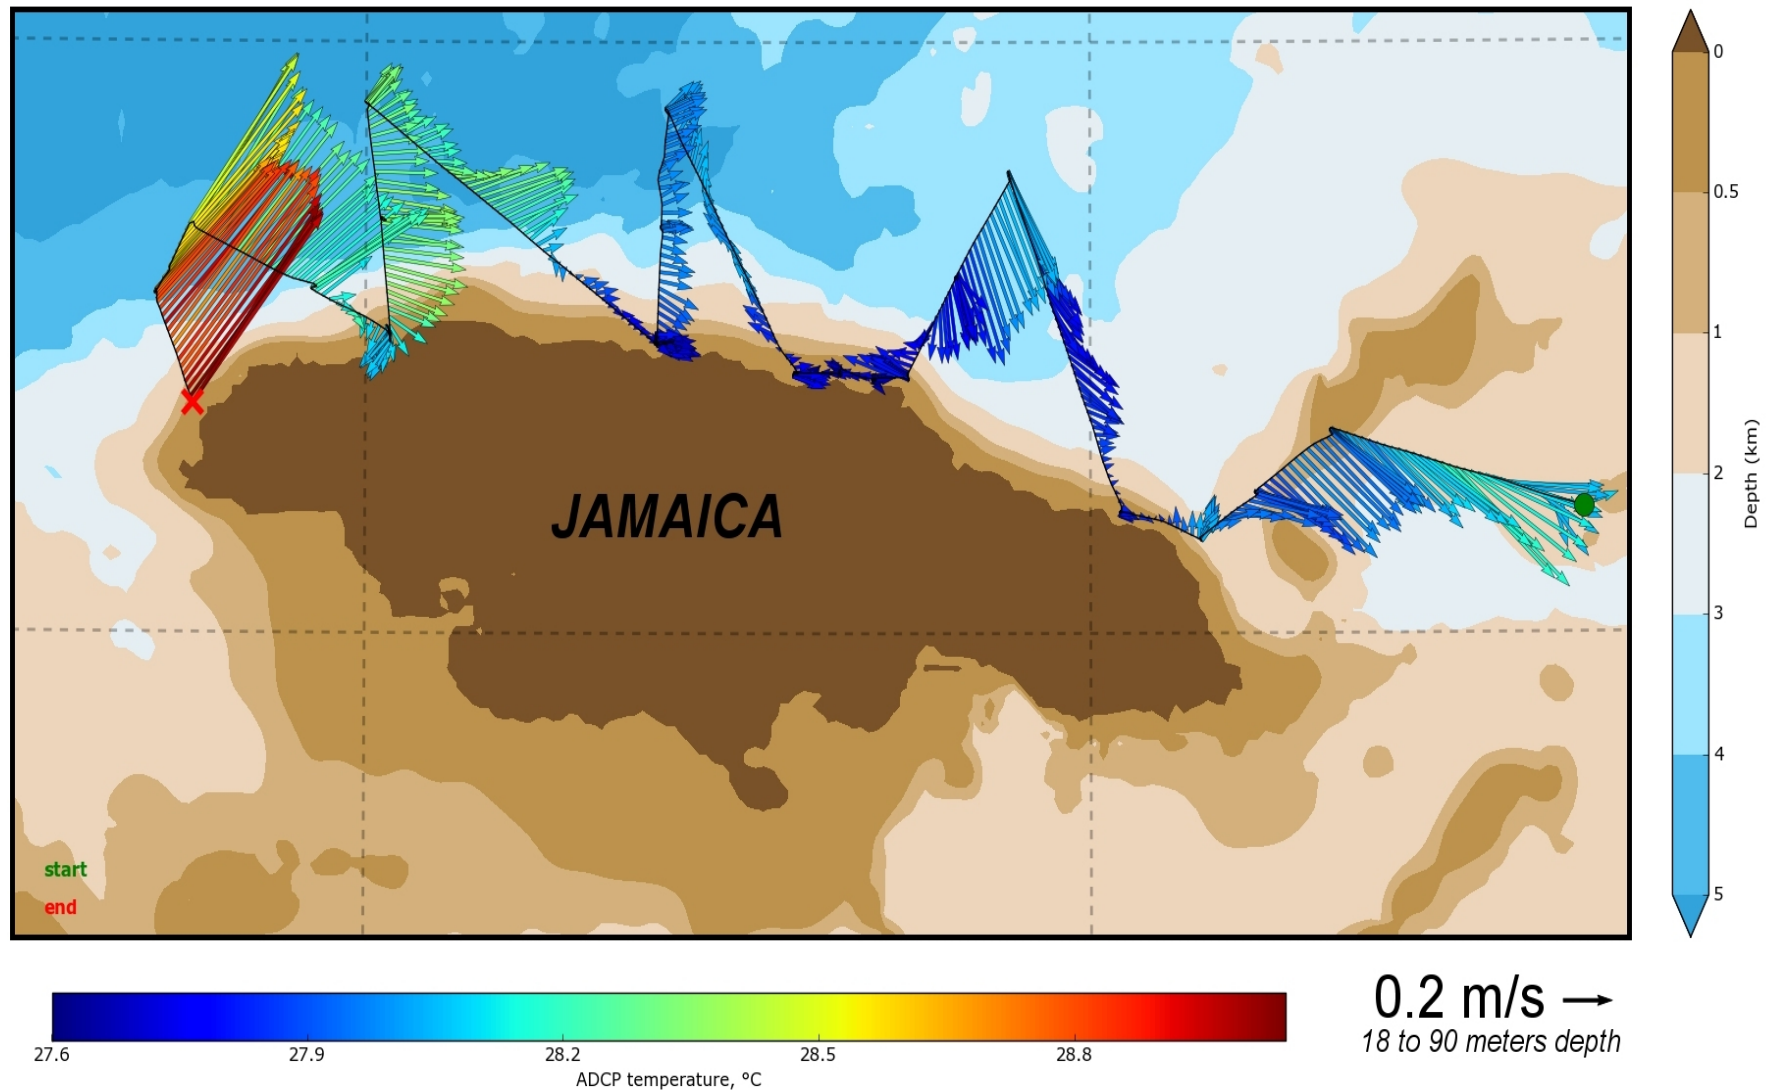 0
0.5
1
2
3
4
5
Depth (km)
JAMAICA
start
end
27.6
27.9
28.2
28.5
28.8
ADCP temperature, °C
0.2 m/s
18 to 90 meters depth